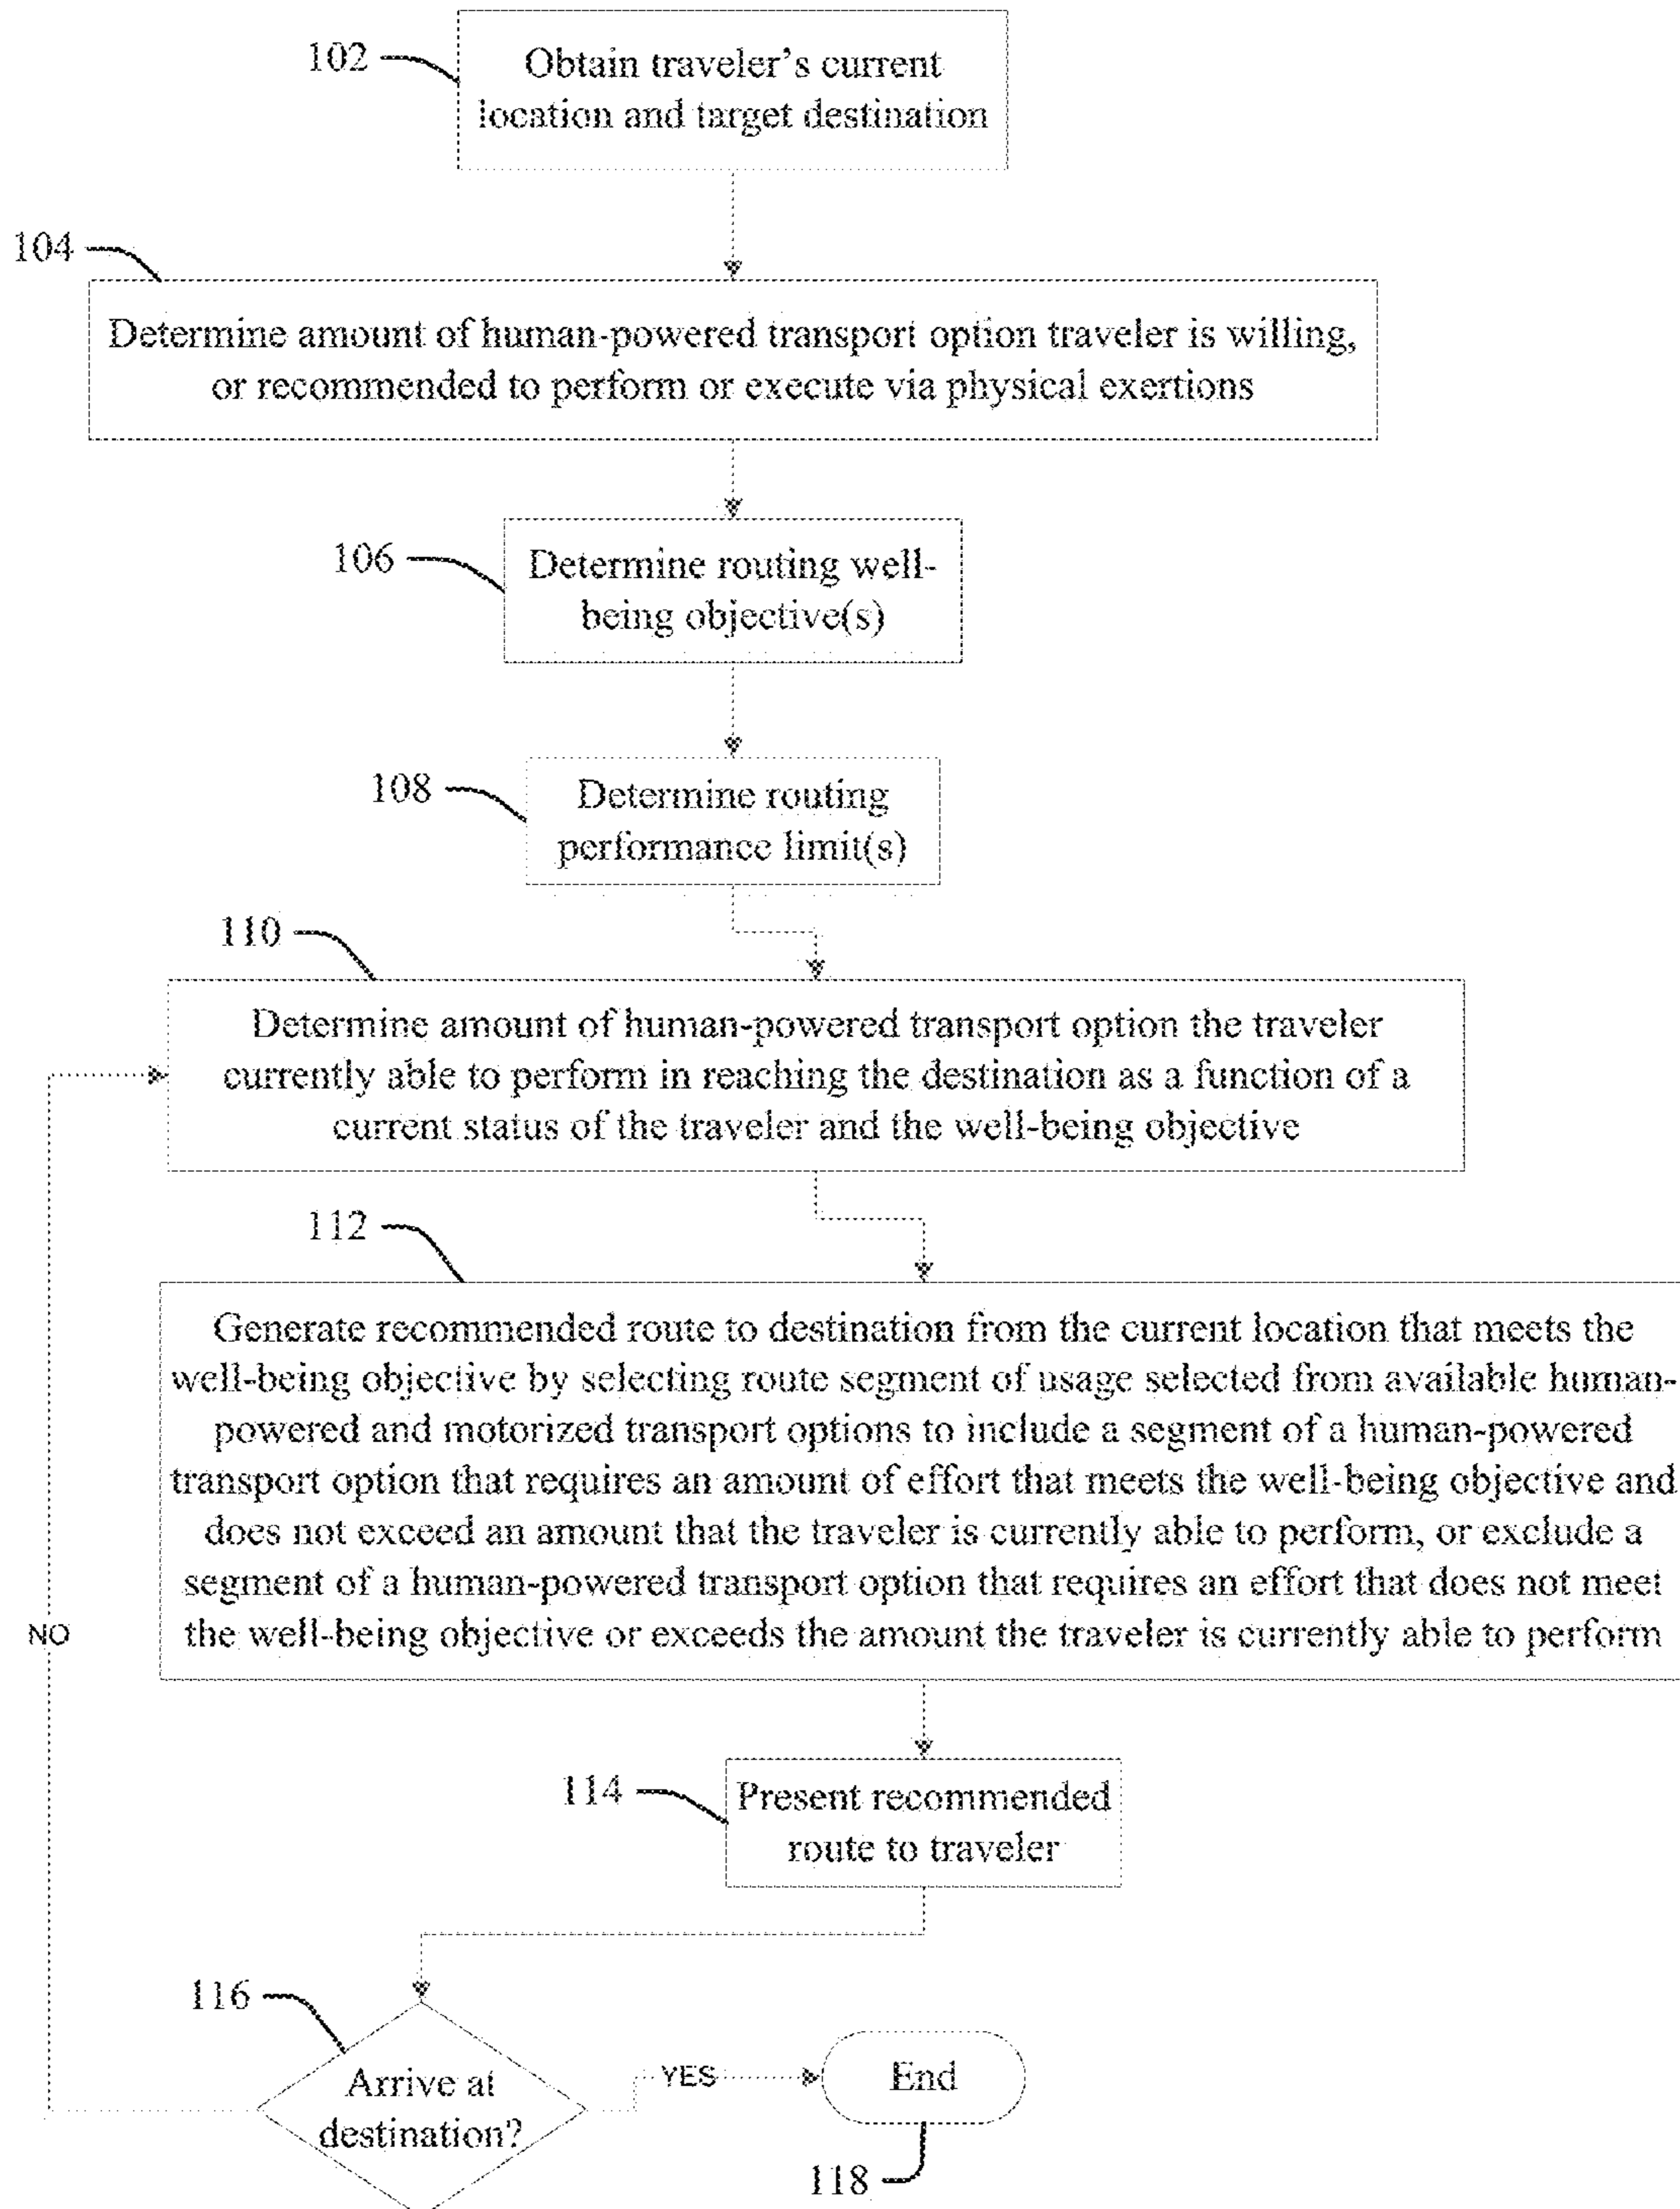 102
Obtain traveler's current
location and target destination
104
Determine amount of human-powered transport option traveler is willing,
or recommended to perform or execute via physical exertions
106
Determine routing well-
being objective(s)
108
Determine routing
performance limit(s)
110
Determine amount of human-powered transport option the traveler
currently able to perform in reaching the destination as a function of a
current status of the traveler and the well-being objective
112
Generate recommended route to destination from the current location that meets the
well-being objective by selecting route segment of usage selected from available human-
powered and motorized transport options to include a segment of a human-powered
transport option that requires an amount of effort that meets the well-being objective and
does not exceed an amount that the traveler is currently able to perform, or exclude a
segment of a human-powered transport option that requires an effort that does not meet
the well-being objective or exceeds the amount the traveler is currently able to perform
NO
114
Present recommended
route to traveler
116
Arrive at
destination?
YES
End
118